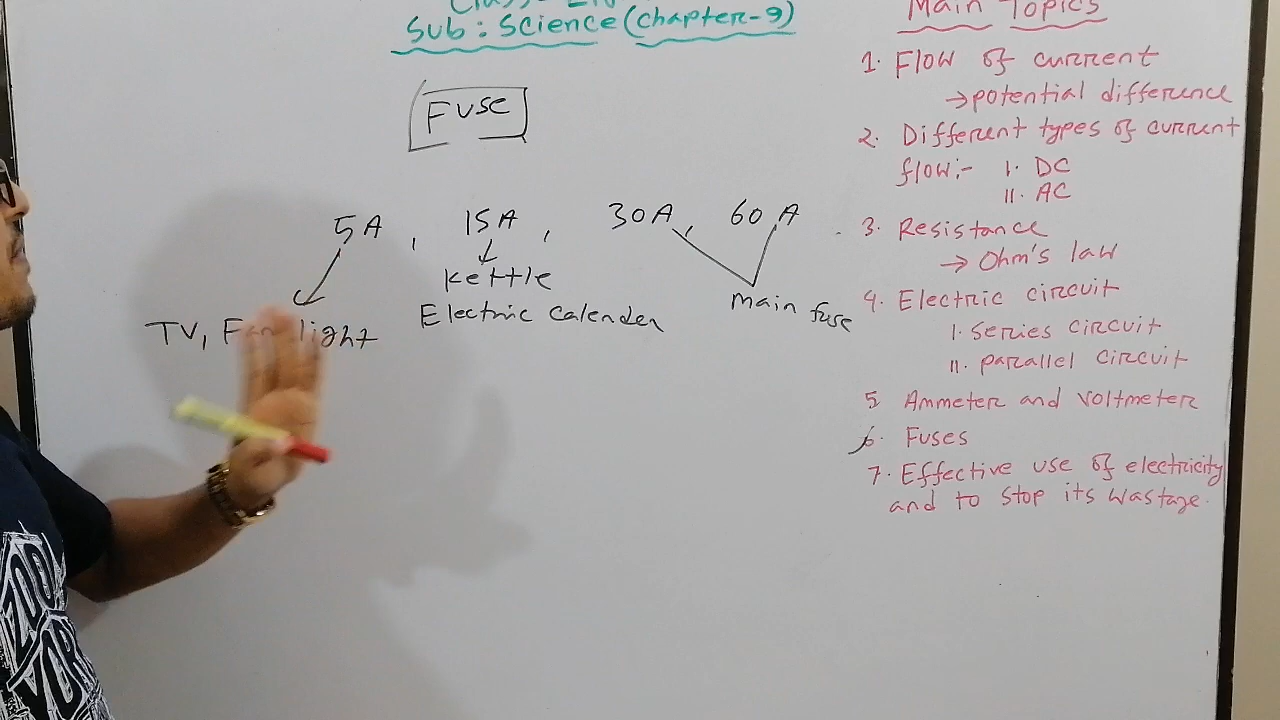 Sub : Science (chapter-9)
Fuse
5A , 15A , 30A, 60A
TV, Fan light
Kettle
Electric Calender
main fuse
Main Topics
1. Flow of current
→ potential difference
2. Different types of current
flow:- I. DC
II. AC
3. Resistance
→ Ohm's law
4. Electric circuit
I. series circuit
II. parallel circuit
5 Ammeter and voltmeter
6. Fuses
7. Effective use of electricity
and to stop its wastage.